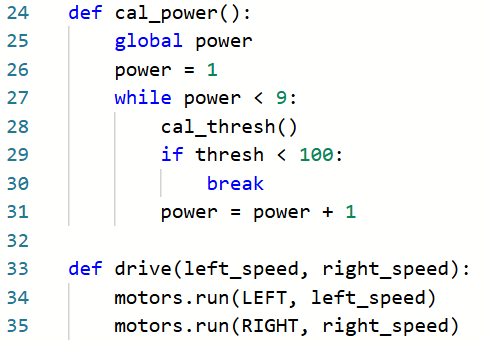 24 def cal_power():
25     global power
26     power = 1
27     while power < 9:
28         cal_thresh()
29         if thresh < 100:
30             break
31         power = power + 1
32
33 def drive(left_speed, right_speed):
34     motors.run(LEFT, left_speed)
35     motors.run(RIGHT, right_speed)